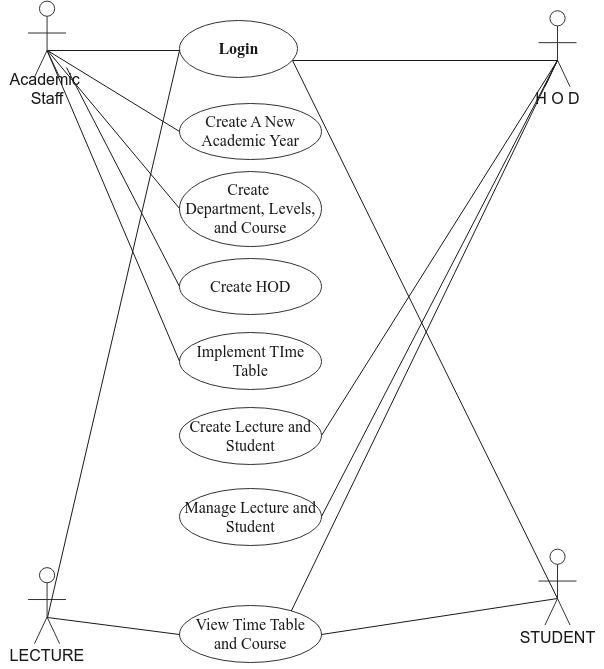 Login
Academic
Staff
H O D
Create A New
Academic Year
Create
Department, Levels,
and Course
Create HOD
Implement TIme
Table
Create Lecture and
Student
Manage Lecture and
Student
View Time Table
and Course
LECTURE
STUDENT